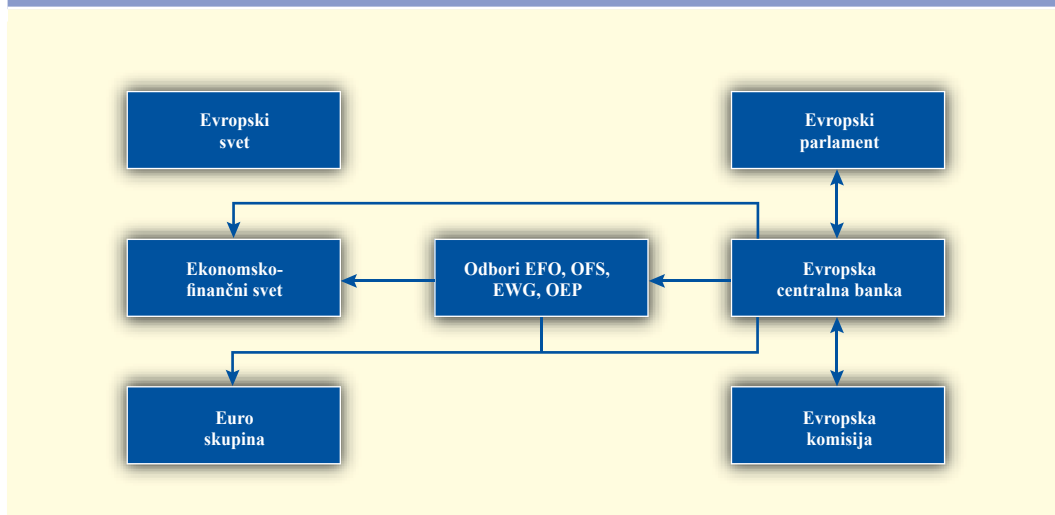 Evropski
svet
Evropski
parlament
Ekonomsko-
finančni svet
Odbori EFO, OFS,
EWG, OEP
Evropska
centralna banka
Euro
skupina
Evropska
komisija